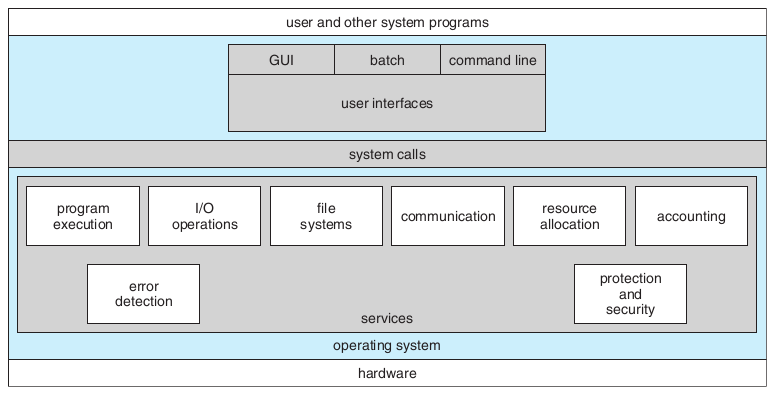 user and other system programs
GUI
batch
command line
user interfaces
system calls
program
execution
I/O
operations
file
systems
communication
resource
allocation
accounting
error
detection
protection
and
security
services
operating system
hardware